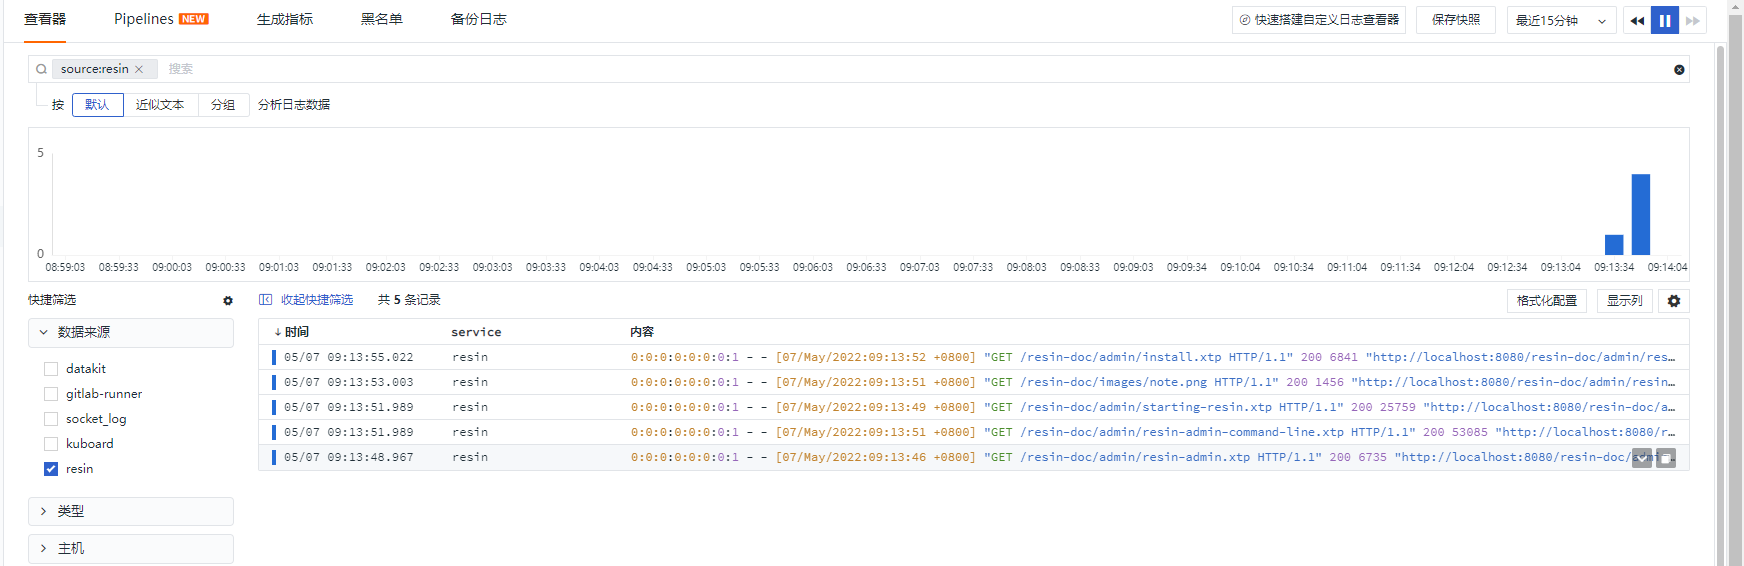 查看器 Pipelines NEW 生成指标 黑名单 备份日志 快速搭建自定义日志查看器 保存快照 最近15分钟
source:resin × 搜索
按 默认 近似文本 分组 分析日志数据
5
0
08:59:03 08:59:33 09:00:03 09:00:33 09:01:03 09:01:33 09:02:03 09:02:33 09:03:03 09:03:33 09:04:03 09:04:33 09:05:03 09:05:33 09:06:03 09:06:33 09:07:03 09:07:33 09:08:03 09:08:33 09:09:03 09:09:34 09:10:04 09:10:34 09:11:04 09:11:34 09:12:04 09:12:34 09:13:04 09:13:34 09:14:04
快捷筛选 收起快捷筛选 共 5 条记录 格式化配置 显示列
数据来源
datakit
gitlab-runner
socket_log
kuboard
resin
类型
主机
↓ 时间 service 内容
05/07 09:13:55.022 resin 0:0:0:0:0:0:0:1 - - [07/May/2022:09:13:52 +0800] "GET /resin-doc/admin/install.xtp HTTP/1.1" 200 6841 "http://localhost:8080/resin-doc/admin/res...
05/07 09:13:53.003 resin 0:0:0:0:0:0:0:1 - - [07/May/2022:09:13:51 +0800] "GET /resin-doc/images/note.png HTTP/1.1" 200 1456 "http://localhost:8080/resin-doc/admin/resin...
05/07 09:13:51.989 resin 0:0:0:0:0:0:0:1 - - [07/May/2022:09:13:49 +0800] "GET /resin-doc/admin/starting-resin.xtp HTTP/1.1" 200 25759 "http://localhost:8080/resin-doc/a...
05/07 09:13:51.989 resin 0:0:0:0:0:0:0:1 - - [07/May/2022:09:13:51 +0800] "GET /resin-doc/admin/resin-admin-command-line.xtp HTTP/1.1" 200 53085 "http://localhost:8080/r...
05/07 09:13:48.967 resin 0:0:0:0:0:0:0:1 - - [07/May/2022:09:13:46 +0800] "GET /resin-doc/admin/resin-admin.xtp HTTP/1.1" 200 6735 "http://localhost:8080/resin-doc/admin...